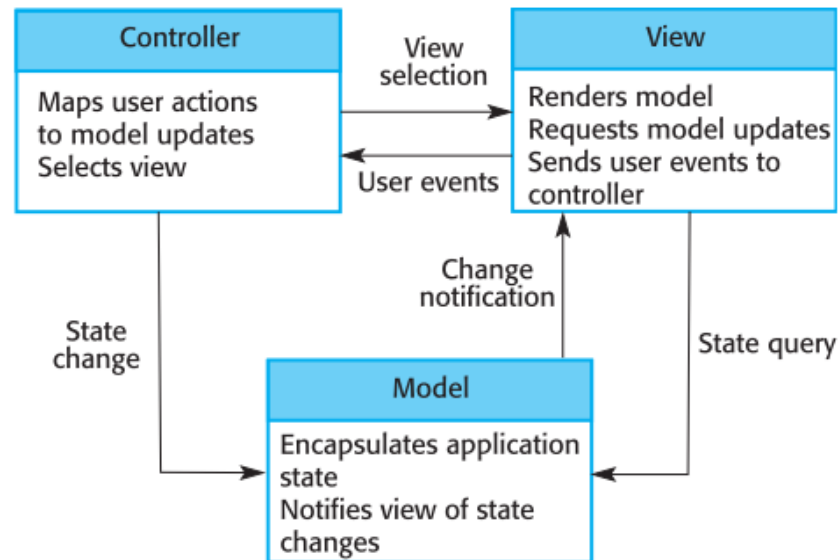 Controller
Maps user actions
to model updates
Selects view
View
selection
User events
View
Renders model
Requests model updates
Sends user events to
controller
State
change
Change
notification
State query
Model
Encapsulates application
state
Notifies view of state
changes